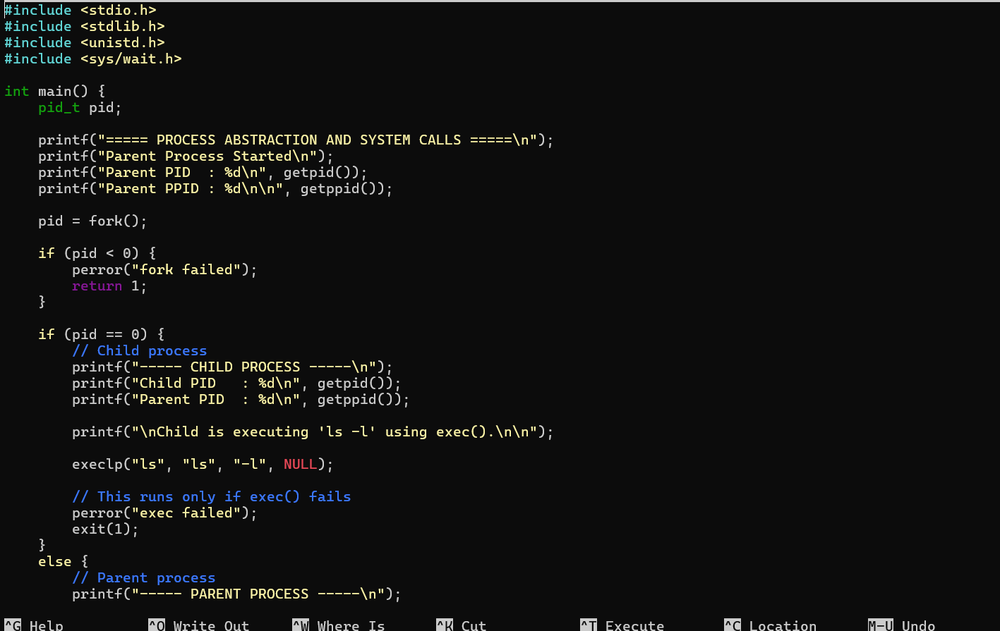 #include <stdio.h>
#include <stdlib.h>
#include <unistd.h>
#include <sys/wait.h>

int main() {
    pid_t pid;

    printf("===== PROCESS ABSTRACTION AND SYSTEM CALLS =====\n");
    printf("Parent Process Started\n");
    printf("Parent PID  : %d\n", getpid());
    printf("Parent PPID : %d\n\n", getppid());

    pid = fork();

    if (pid < 0) {
        perror("fork failed");
        return 1;
    }

    if (pid == 0) {
        // Child process
        printf("----- CHILD PROCESS -----\n");
        printf("Child PID   : %d\n", getpid());
        printf("Parent PID  : %d\n", getppid());

        printf("\nChild is executing 'ls -l' using exec().\n\n");

        execlp("ls", "ls", "-l", NULL);

        // This runs only if exec() fails
        perror("exec failed");
        exit(1);
    }
    else {
        // Parent process
        printf("----- PARENT PROCESS -----\n");

^G Help ^O Write Out ^W Where Is ^K Cut ^T Execute ^C Location M-U Undo